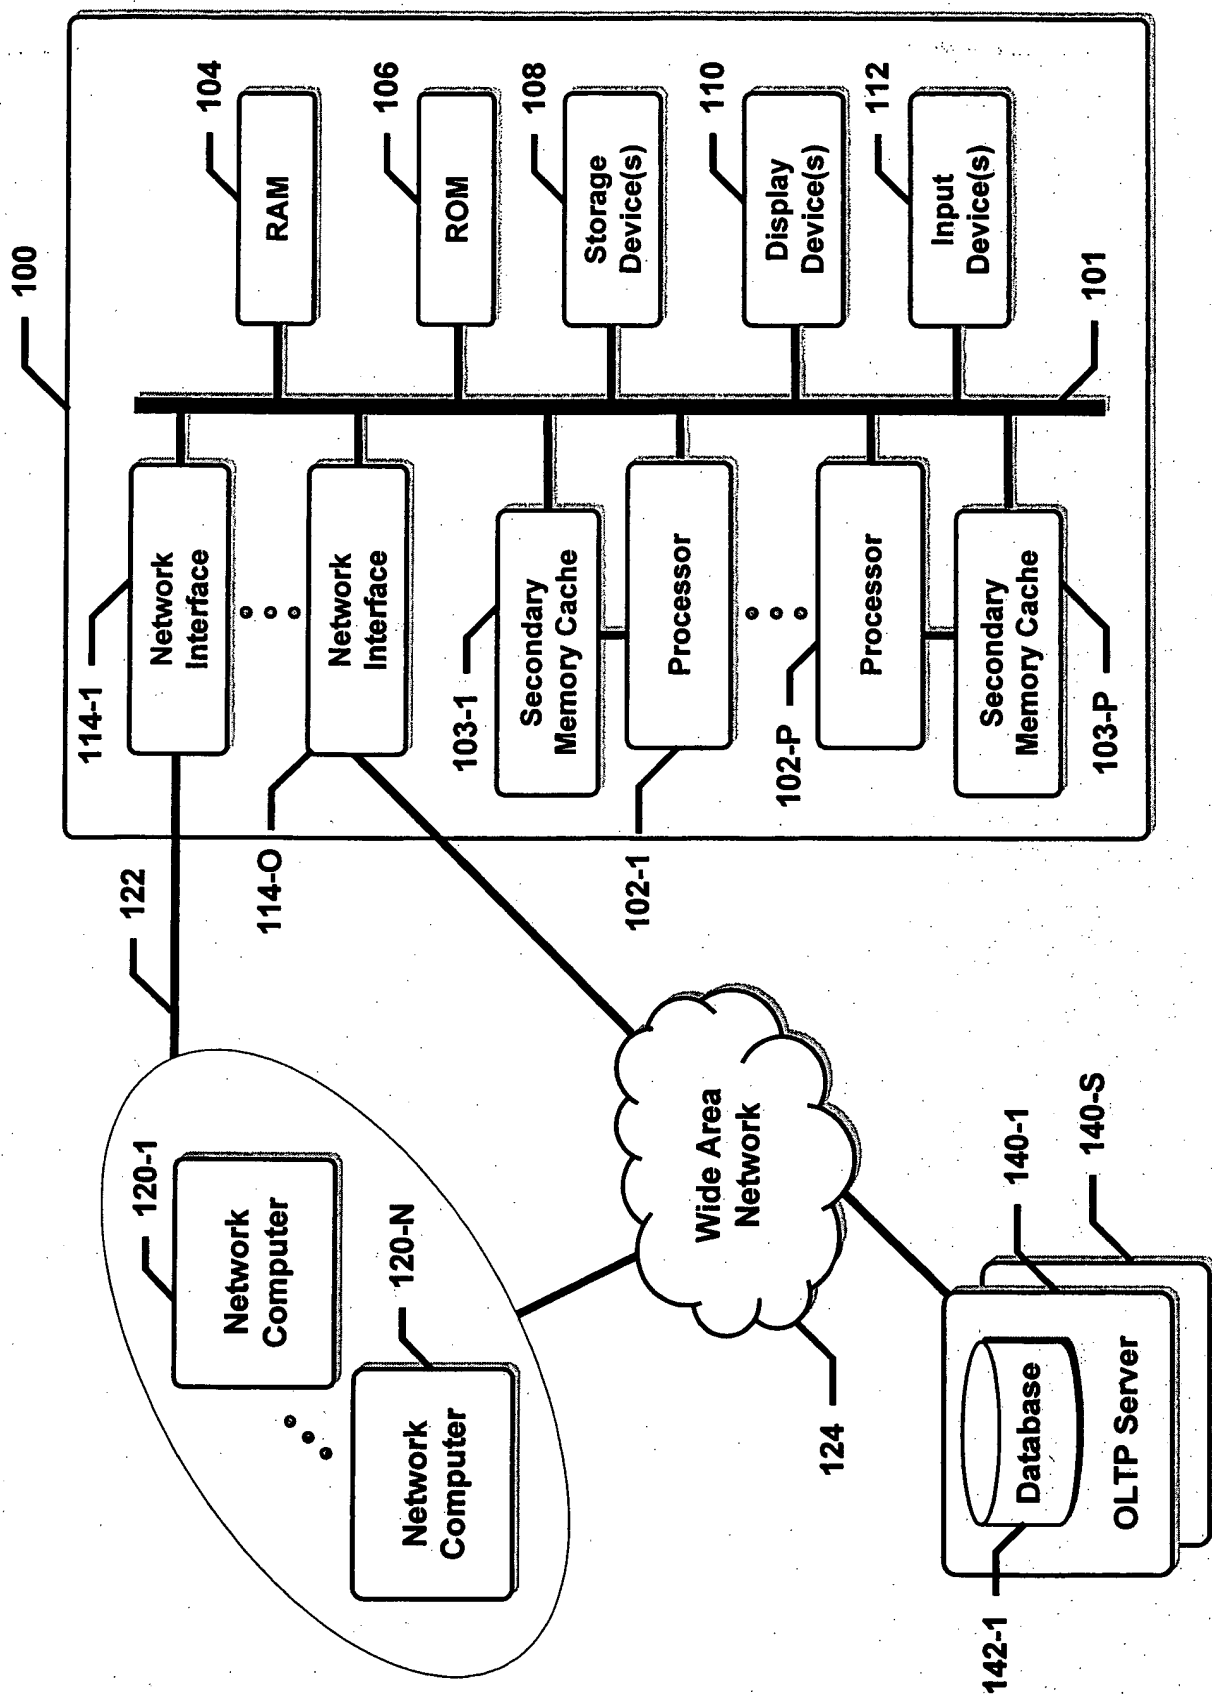 100
104
RAM
106
ROM
108
Storage
Device(s)
110
Display
Device(s)
112
Input
Device(s)
101
114-1
Network
Interface
114-O
Network
Interface
103-1
Secondary
Memory Cache
102-1
Processor
102-P
Processor
103-P
Secondary
Memory Cache
122
120-1
Network
Computer
120-N
Network
Computer
Wide Area
Network
124
140-1
140-S
Database
OLTP Server
142-1